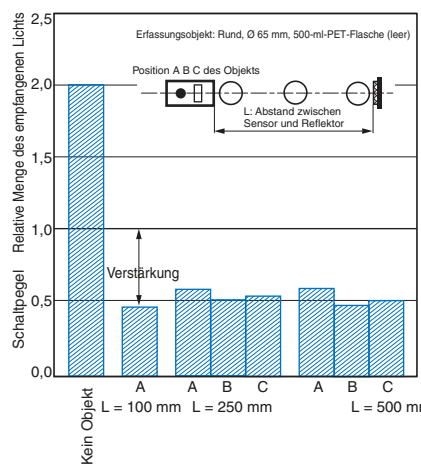 2,5
Erfassungsobjekt: Rund, Ø 65 mm, 500-ml-PET-Flasche (leer)
Position A B C des Objekts
2,0
L: Abstand zwischen
Sensor und Reflektor
1,5
1,0
Verstärkung
0,5
0,0
Schaltpegel Relative Menge des empfangenen Lichts
A A B C A B C
Kein Objekt
L = 100 mm L = 250 mm L = 500 mm